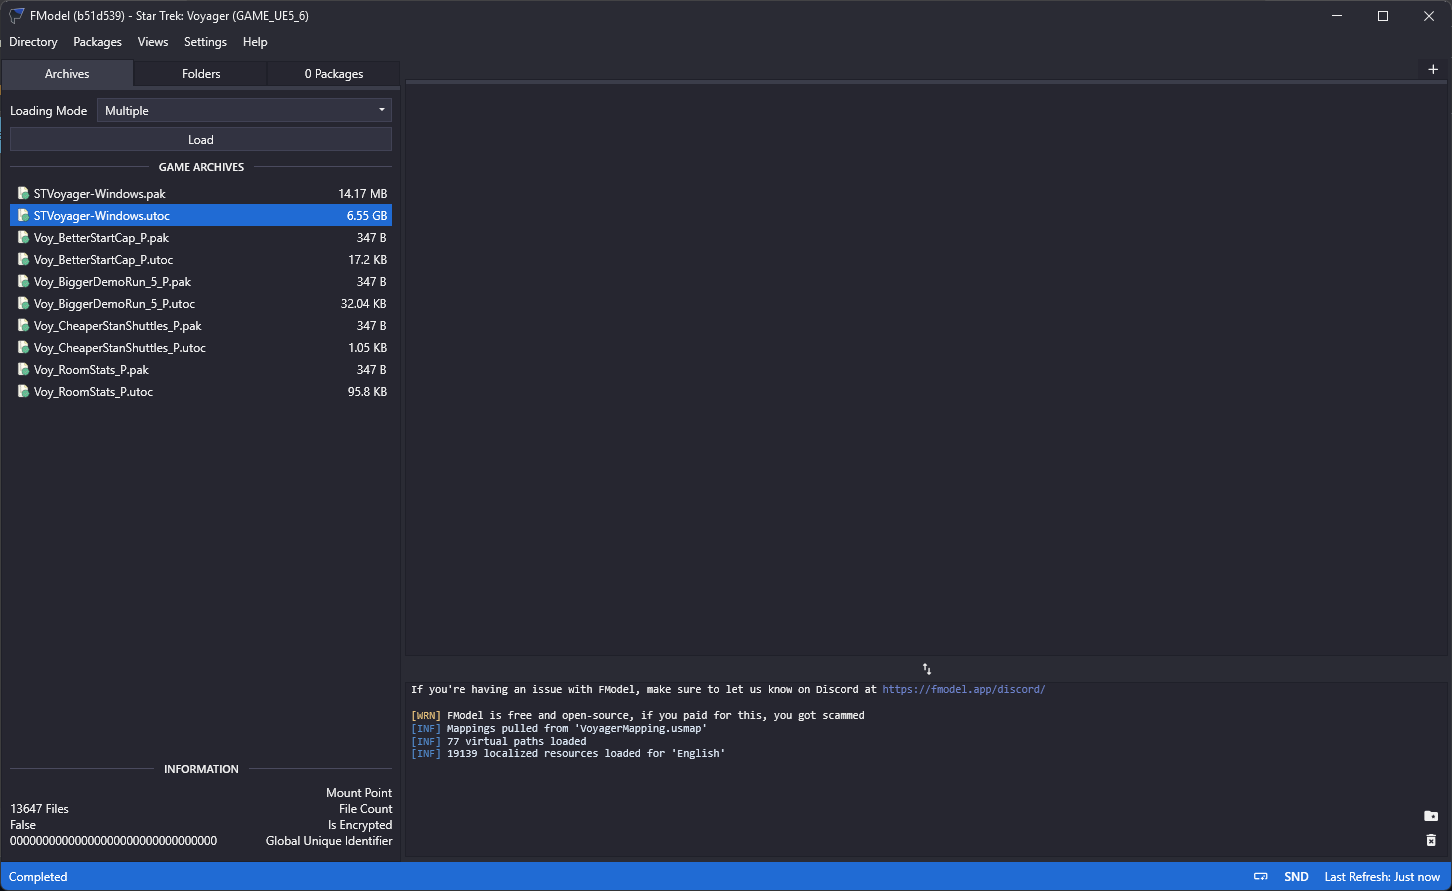 FModel (b51d539) - Star Trek: Voyager (GAME_UE5_6)
Directory Packages Views Settings Help
Archives Folders 0 Packages
Loading Mode Multiple
Load
GAME ARCHIVES
STVoyager-Windows.pak 14.17 MB
STVoyager-Windows.utoc 6.55 GB
Voy_BetterStartCap_P.pak 347 B
Voy_BetterStartCap_P.utoc 17.2 KB
Voy_BiggerDemoRun_5_P.pak 347 B
Voy_BiggerDemoRun_5_P.utoc 32.04 KB
Voy_CheaperStanShuttles_P.pak 347 B
Voy_CheaperStanShuttles_P.utoc 1.05 KB
Voy_RoomStats_P.pak 347 B
Voy_RoomStats_P.utoc 95.8 KB
INFORMATION
Mount Point
13647 Files File Count
False Is Encrypted
00000000000000000000000000000000 Global Unique Identifier
If you're having an issue with FModel, make sure to let us know on Discord at https://fmodel.app/discord/
[WRN] FModel is free and open-source, if you paid for this, you got scammed
[INF] Mappings pulled from 'VoyagerMapping.usmap'
[INF] 77 virtual paths loaded
[INF] 19139 localized resources loaded for 'English'
Completed SND Last Refresh: Just now